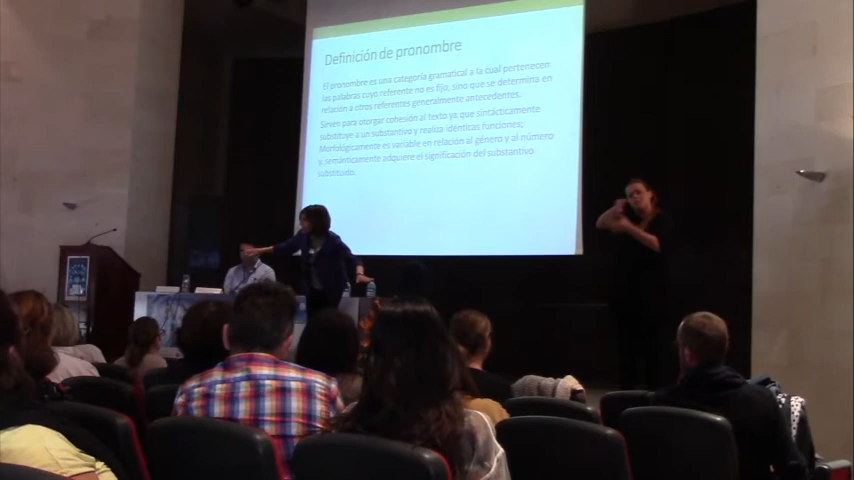 Definición de pronombre
El pronombre es una categoría gramatical a la cual pertenecen
las palabras cuyo referente no es fijo; sino que se determina en
relación a otros referentes generalmente antecedentes.
Sirven para otorgar cohesión al texto ya que sintácticamente
substituye a un substantivo y realiza idénticas funciones;
Morfológicamente es variable en relación al género y al número
y, semánticamente adquiere el significación del substantivo
substituido.